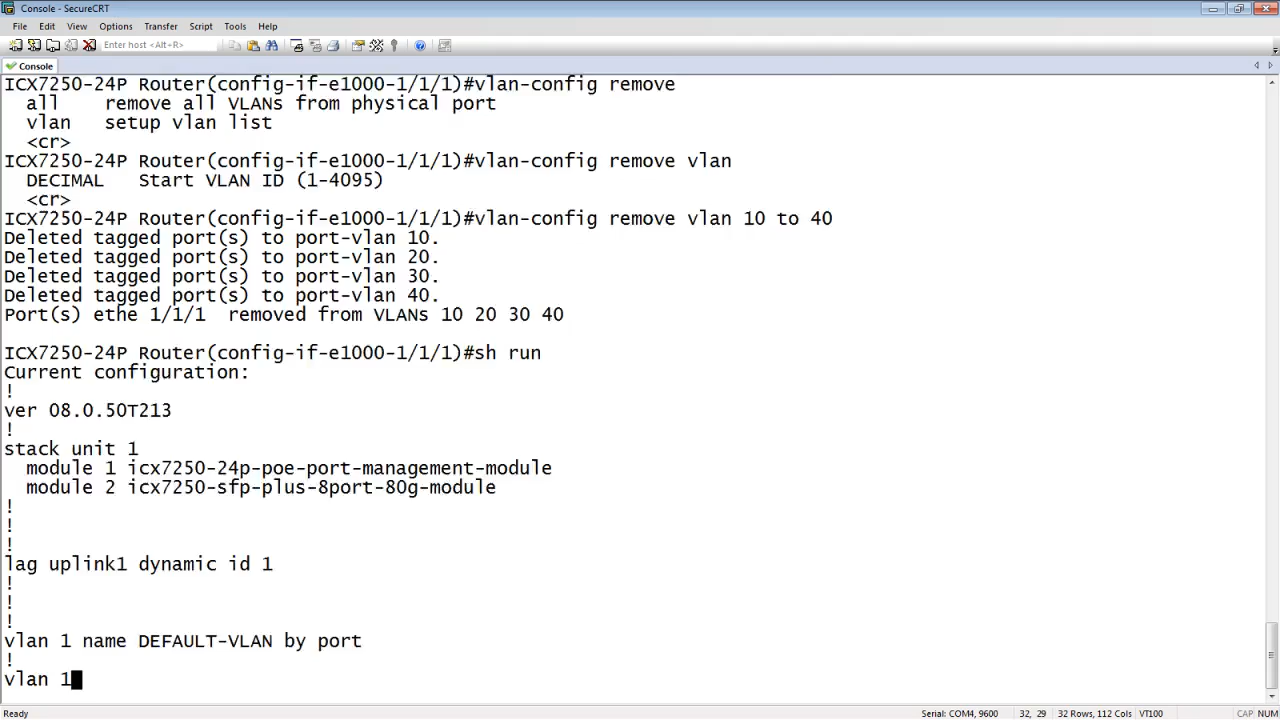 Console - SecureCRT
File Edit View Options Transfer Script Tools Help
Enter host <Alt+R>
Console
ICX7250-24P Router(config-if-e1000-1/1/1)#vlan-config remove
  all    remove all VLANs from physical port
  vlan   setup vlan list
  <cr>
ICX7250-24P Router(config-if-e1000-1/1/1)#vlan-config remove vlan
  DECIMAL   Start VLAN ID (1-4095)
  <cr>
ICX7250-24P Router(config-if-e1000-1/1/1)#vlan-config remove vlan 10 to 40
Deleted tagged port(s) to port-vlan 10.
Deleted tagged port(s) to port-vlan 20.
Deleted tagged port(s) to port-vlan 30.
Deleted tagged port(s) to port-vlan 40.
Port(s) ethe 1/1/1  removed from VLANs 10 20 30 40
ICX7250-24P Router(config-if-e1000-1/1/1)#sh run
Current configuration:
!
ver 08.0.50T213
!
stack unit 1
  module 1 icx7250-24p-poe-port-management-module
  module 2 icx7250-sfp-plus-8port-80g-module
!
!
!
lag uplink1 dynamic id 1
!
!
!
vlan 1 name DEFAULT-VLAN by port
!
vlan 1
Ready Serial: COM4, 9600 32, 29 32 Rows, 112 Cols VT100 CAP NUM